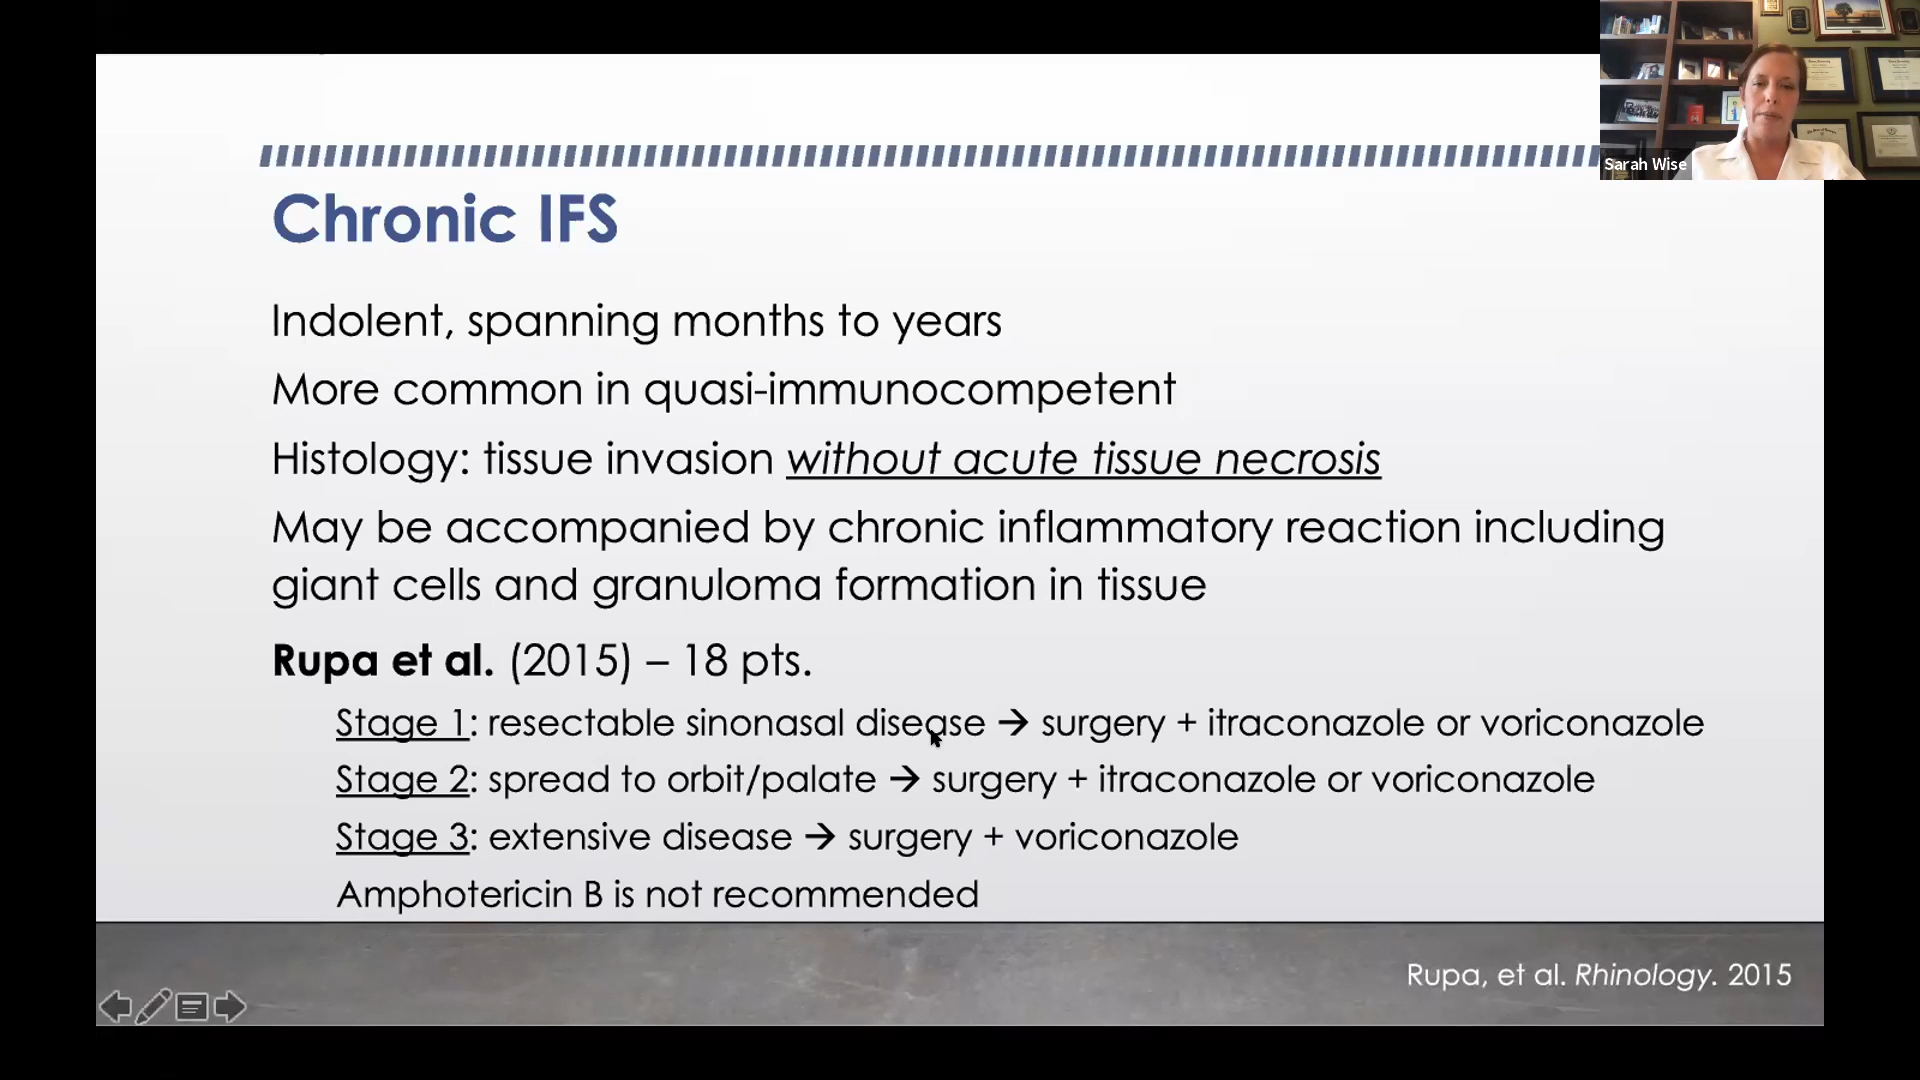 Sarah Wise
Chronic IFS
Indolent, spanning months to years
More common in quasi-immunocompetent
Histology: tissue invasion without acute tissue necrosis
May be accompanied by chronic inflammatory reaction including
giant cells and granuloma formation in tissue
Rupa et al. (2015) – 18 pts.
Stage 1: resectable sinonasal disease → surgery + itraconazole or voriconazole
Stage 2: spread to orbit/palate → surgery + itraconazole or voriconazole
Stage 3: extensive disease → surgery + voriconazole
Amphotericin B is not recommended
Rupa, et al. Rhinology. 2015